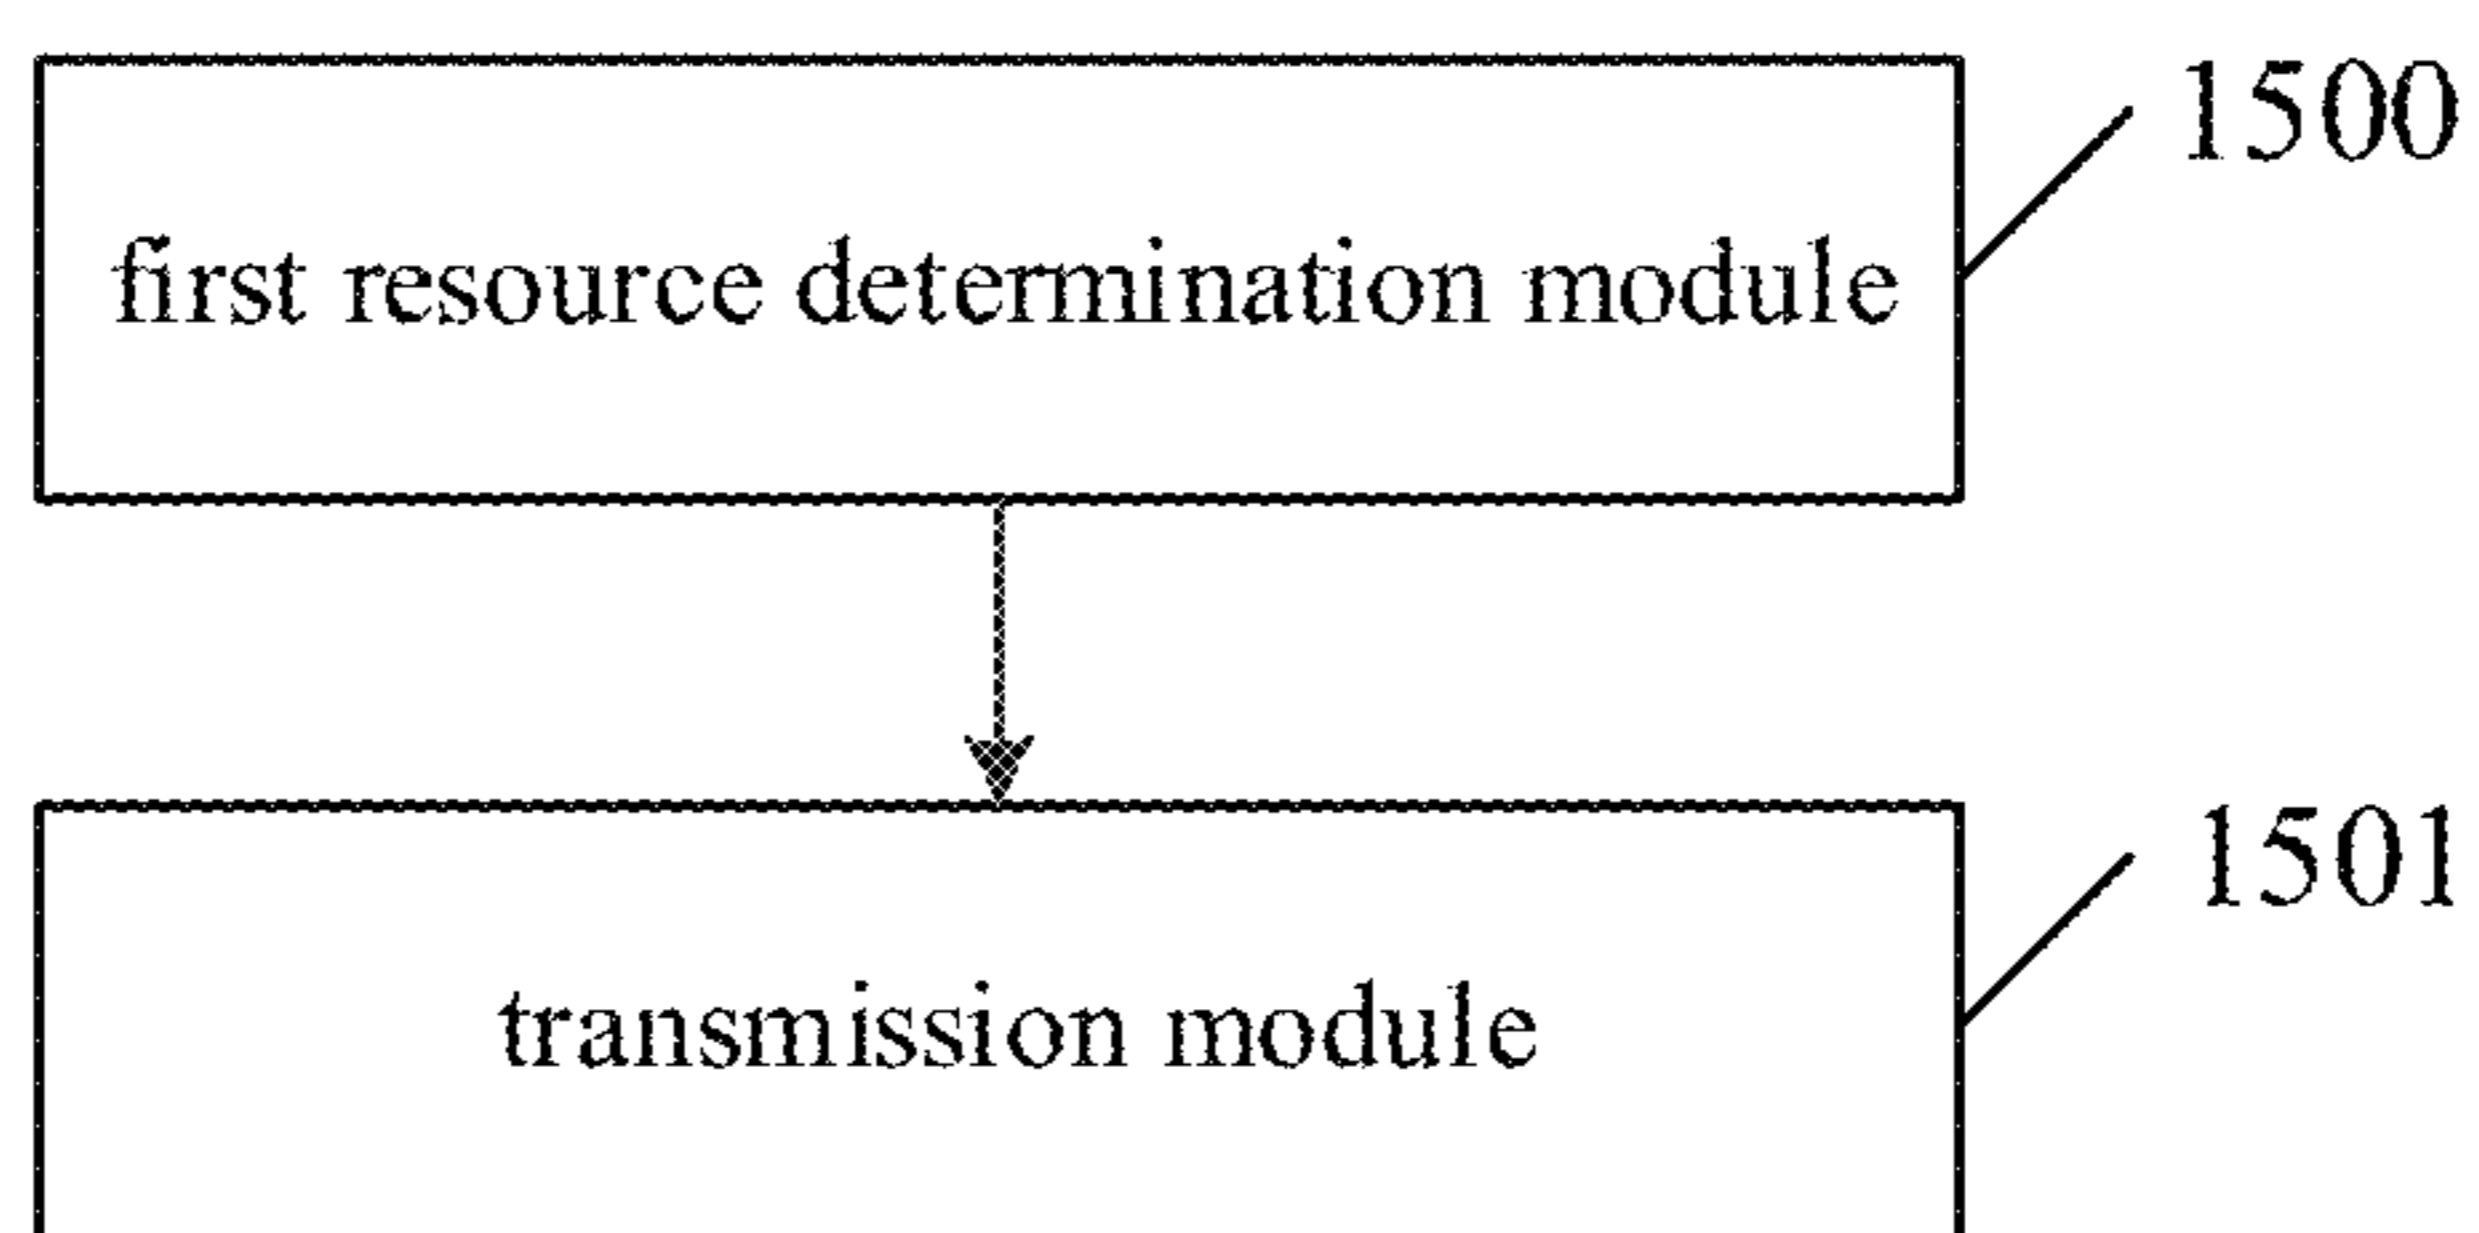 1500
first resource determination module
1501
transmission module